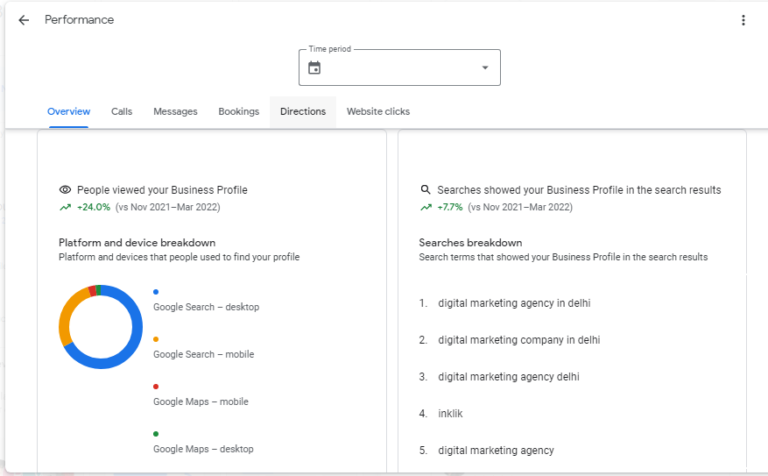 Performance
Time period
Overview Calls Messages Bookings Directions Website clicks
People viewed your Business Profile
+24.0% (vs Nov 2021–Mar 2022)
Platform and device breakdown
Platform and devices that people used to find your profile
Google Search – desktop
Google Search – mobile
Google Maps – mobile
Google Maps – desktop
Searches showed your Business Profile in the search results
+7.7% (vs Nov 2021–Mar 2022)
Searches breakdown
Search terms that showed your Business Profile in the search results
1. digital marketing agency in delhi
2. digital marketing company in delhi
3. digital marketing agency delhi
4. inklik
5. digital marketing agency